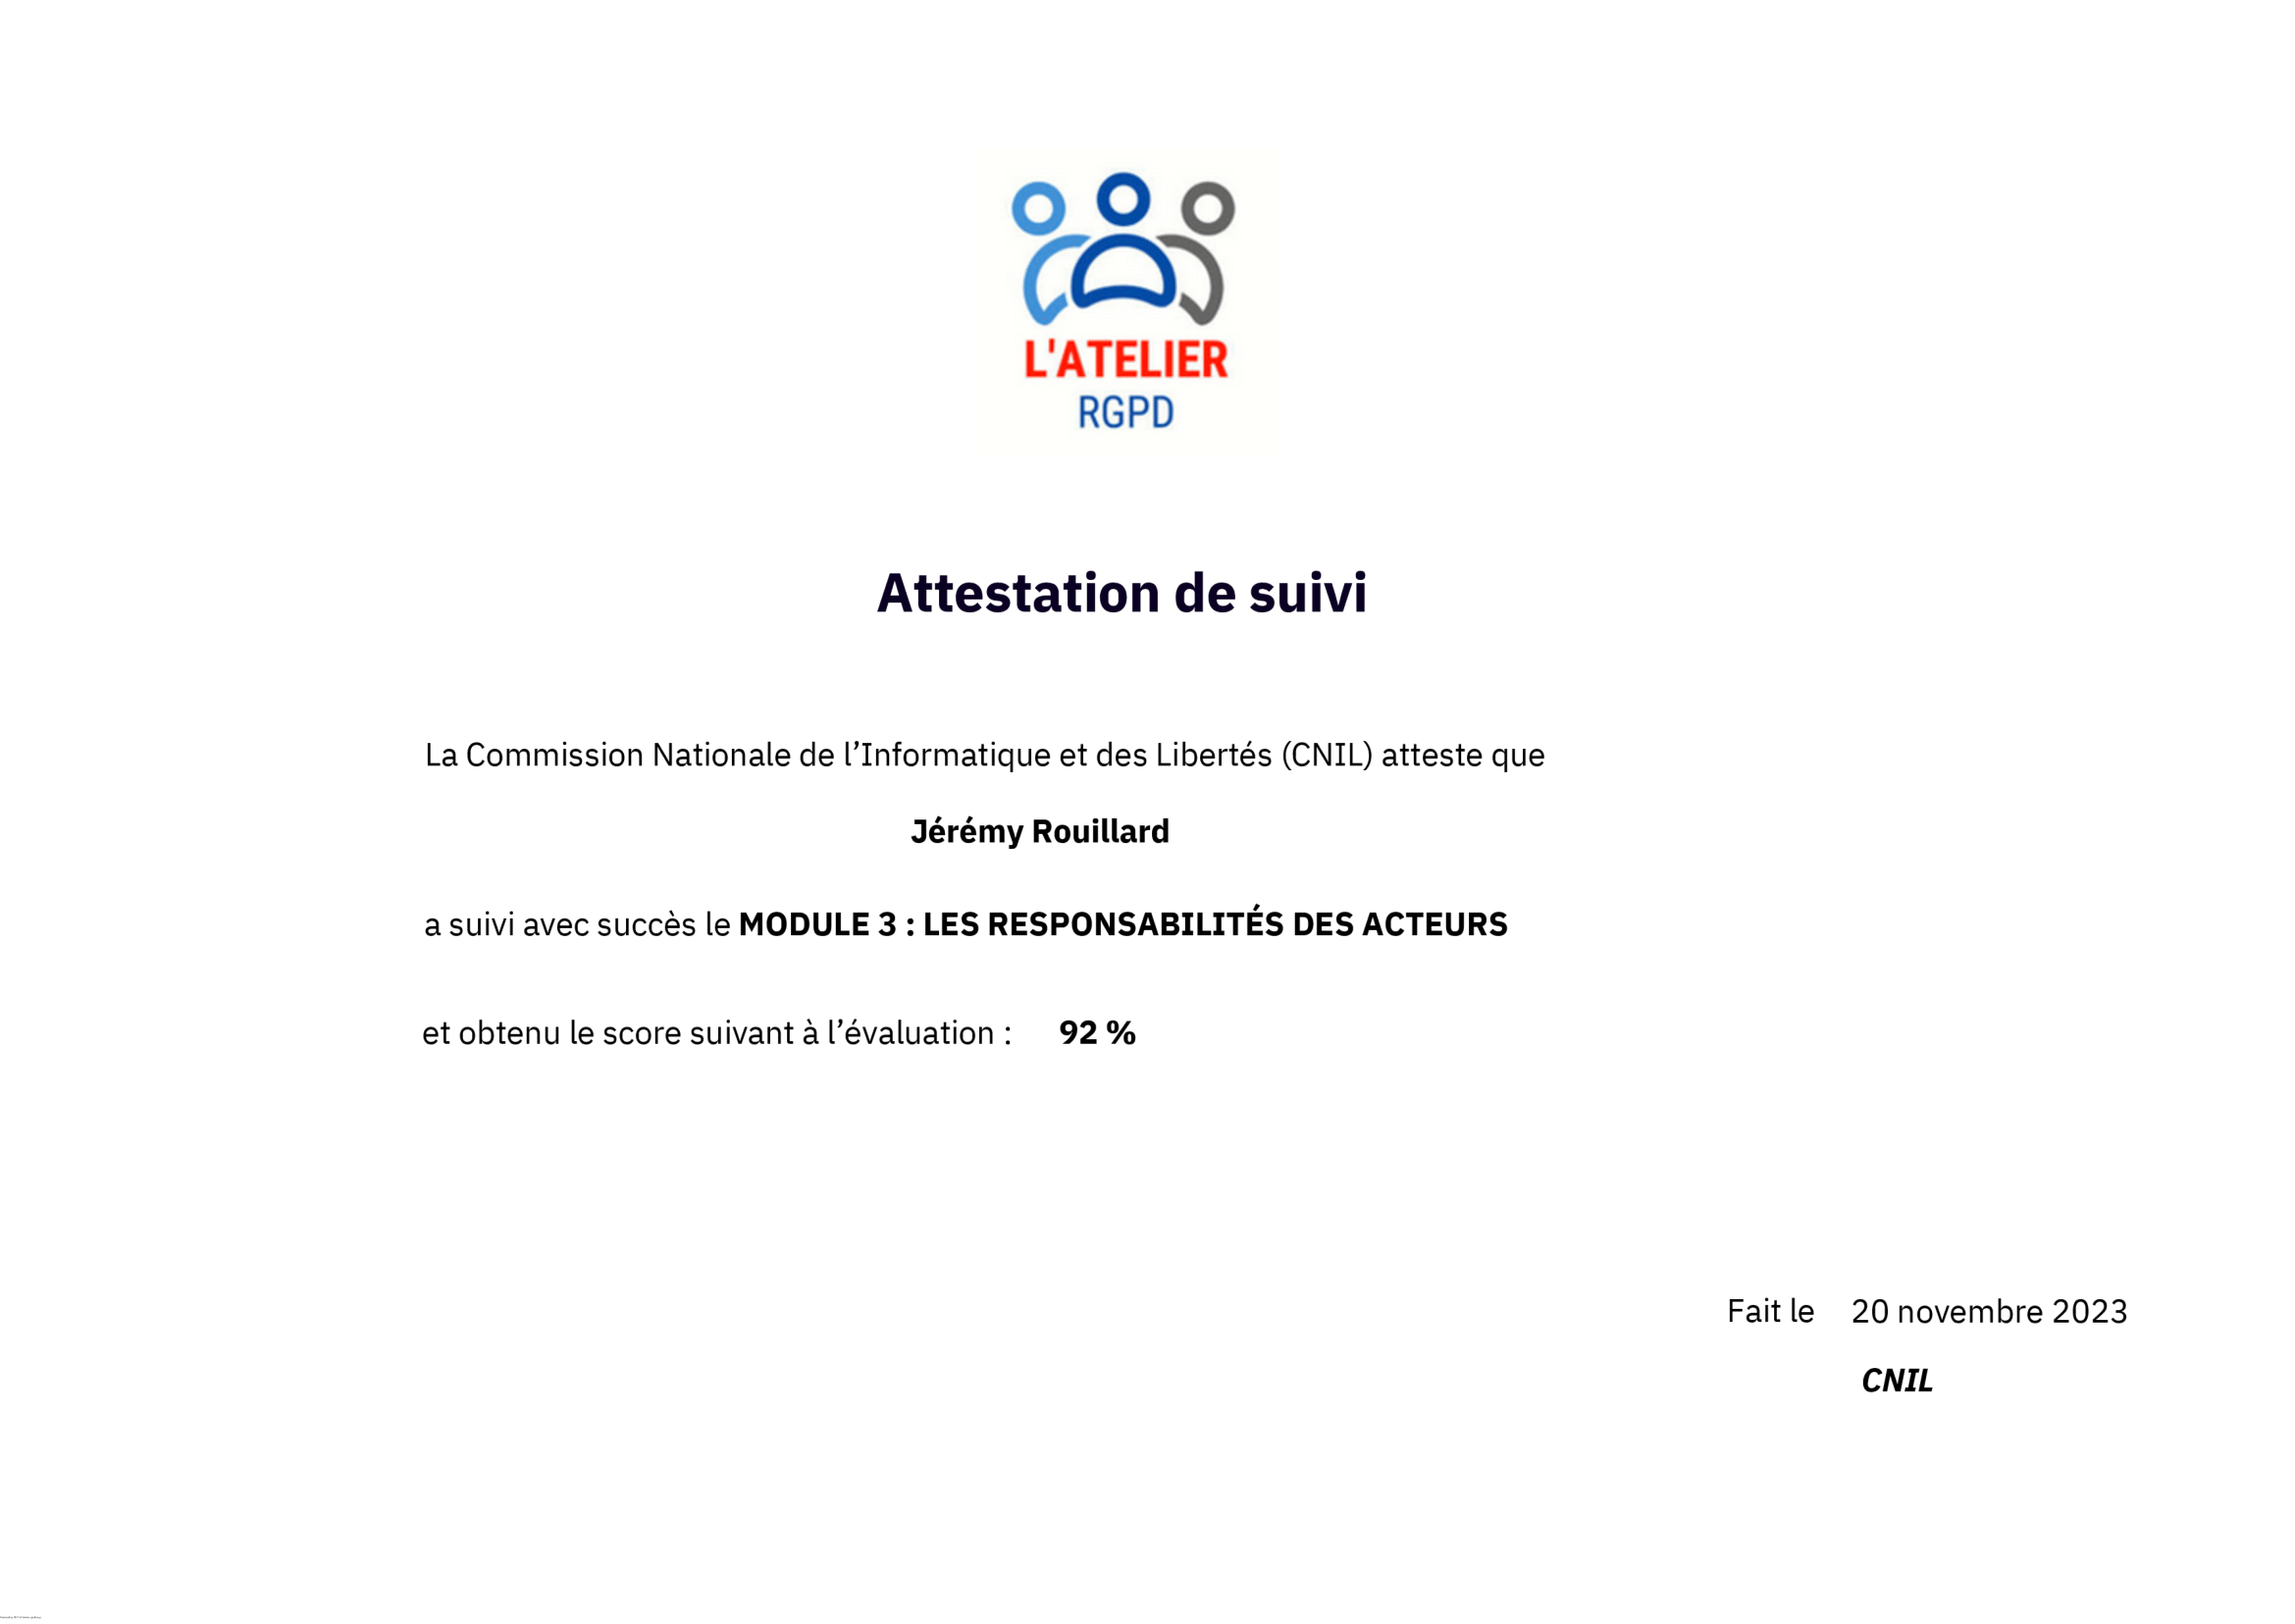 L'ATELIER
RGPD
Attestation de suivi
La Commission Nationale de l’Informatique et des Libertés (CNIL) atteste que
Jérémy Rouillard
a suivi avec succès le MODULE 3 : LES RESPONSABILITÉS DES ACTEURS
et obtenu le score suivant à l’évaluation : 92 %
Fait le 20 novembre 2023
CNIL